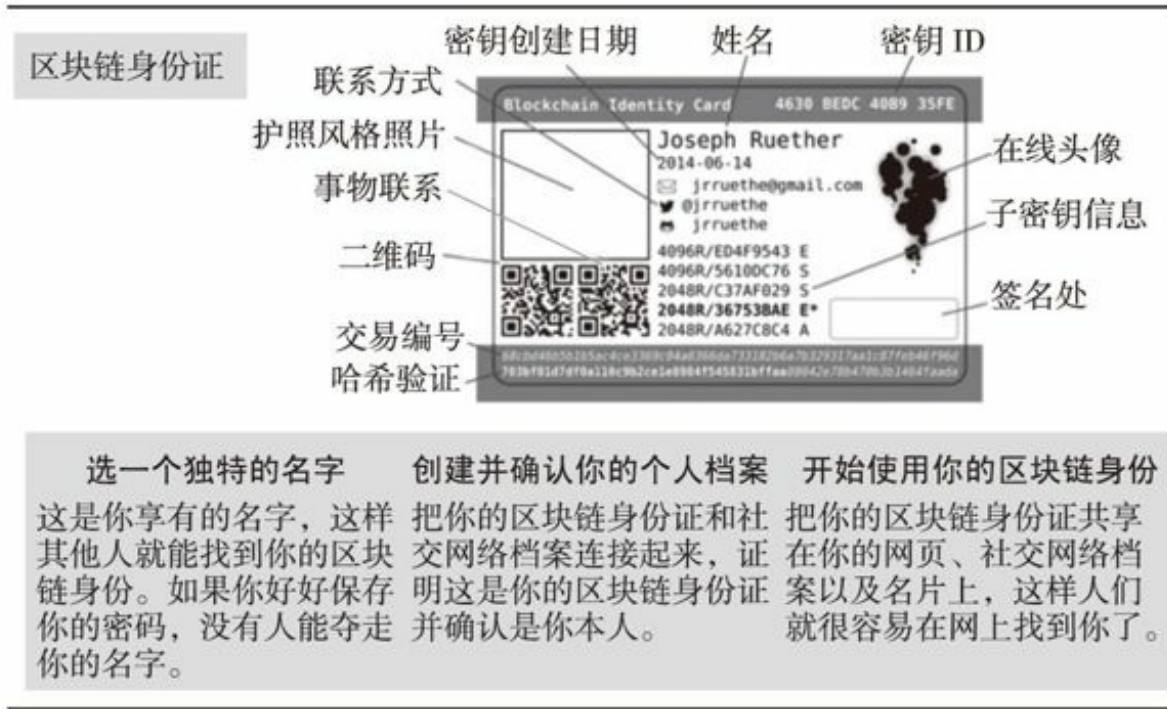 区块链身份证
密钥创建日期
姓名
密钥 ID
联系方式
护照风格照片
事物联系
二维码
交易编号
哈希验证
Blockchain Identity Card 4630 BEDC 4089 35FE
Joseph Ruether
2014-06-14
jrruethe@gmail.com
@jrruethe
jrruethe
4096R/ED4F9543 E
4096R/5610DC76 S
2048R/C37AF029 S
2048R/36753BAE E*
2048R/A627C8C4 A
在线头像
子密钥信息
签名处
选一个独特的名字
这是你享有的名字，这样
其他人就能找到你的区块
链身份。如果你好好保存
你的密码，没有人能夺走
你的名字。
创建并确认你的个人档案
把你的区块链身份证和社
交网络档案连接起来，证
明这是你的区块链身份证
并确认是你本人。
开始使用你的区块链身份
把你的区块链身份证共享
在你的网页、社交网络档
案以及名片上，这样人们
就很容易在网上找到你了。